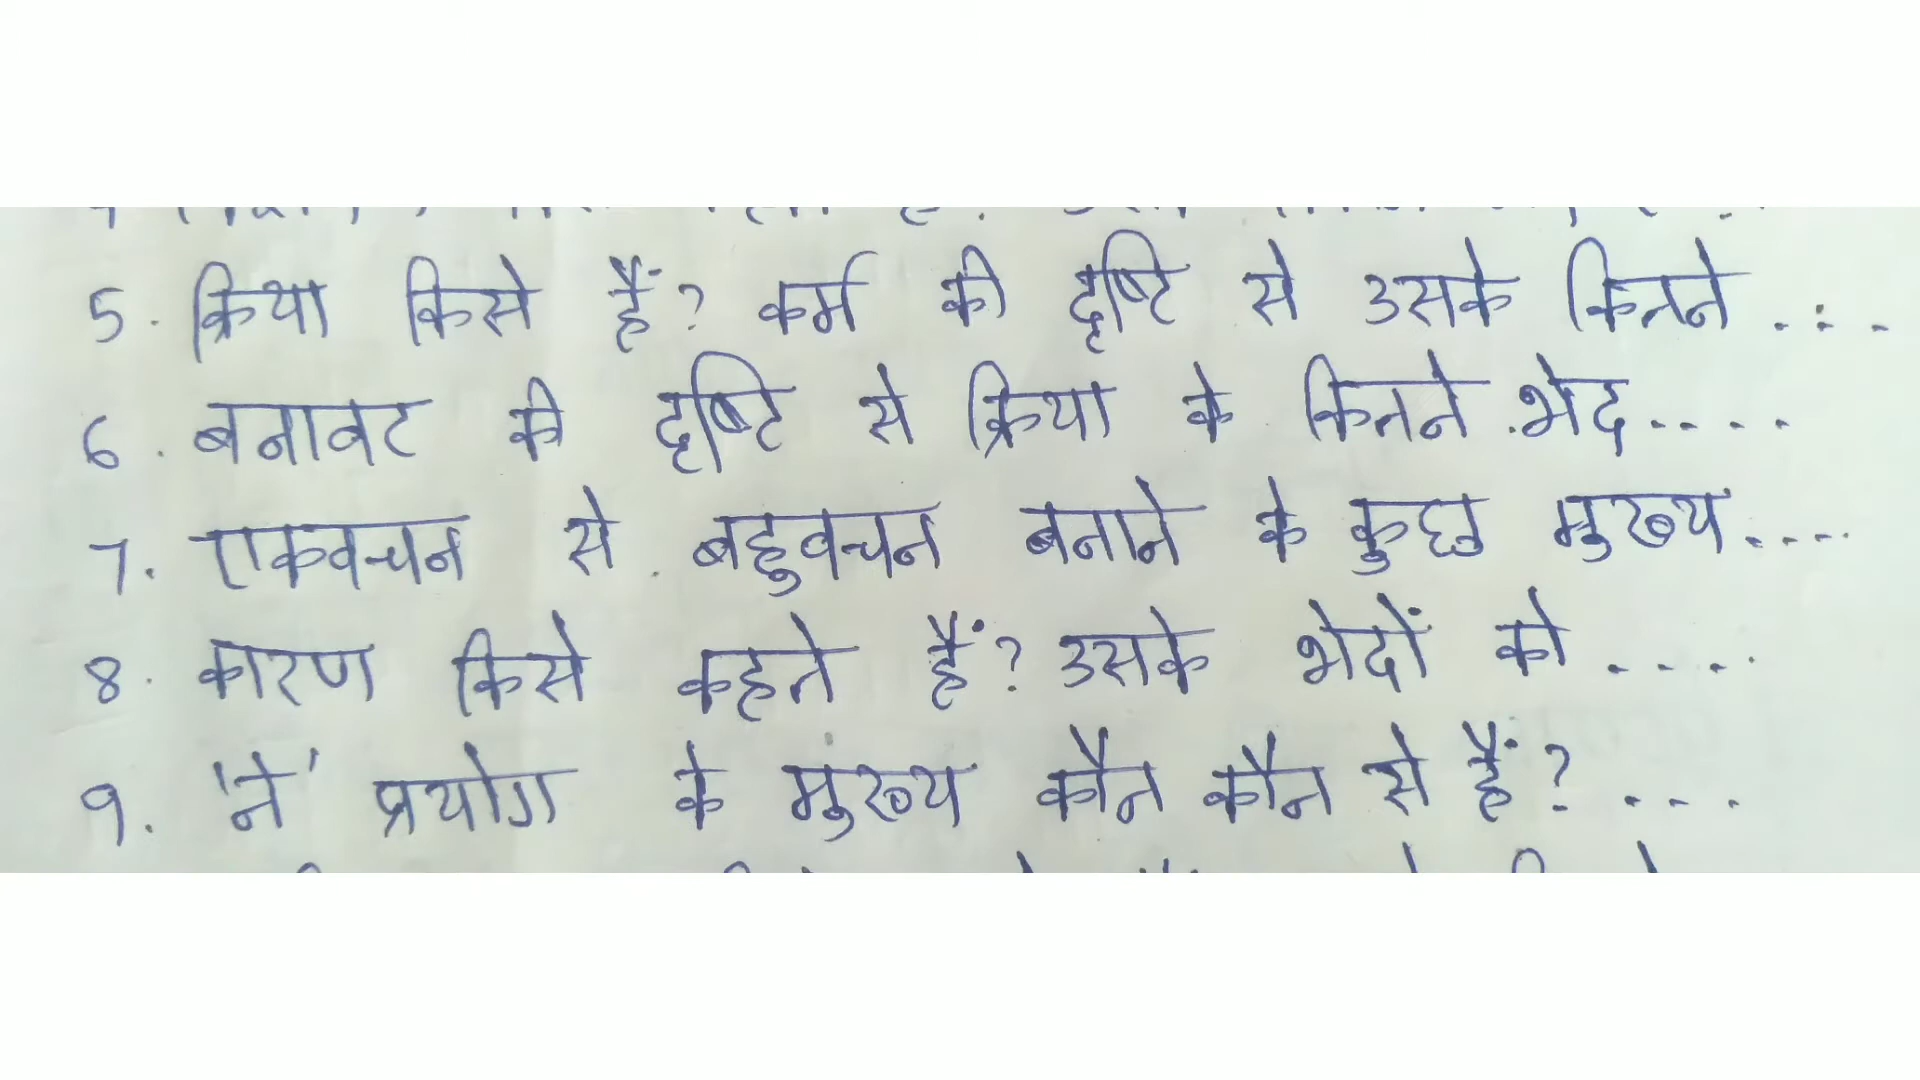 5. क्रिया किसे हैं? कर्म की दृष्टि से उसके कितने ....
6. बनावट की दृष्टि से क्रिया के कितने भेद....
7. एकवचन से बहुवचन बनाने के कुछ मुख्य....
8. कारण किसे कहते हैं? उसके भेदों को ....
9. 'ने' प्रयोग के मुख्य कौन कौन से हैं? ....